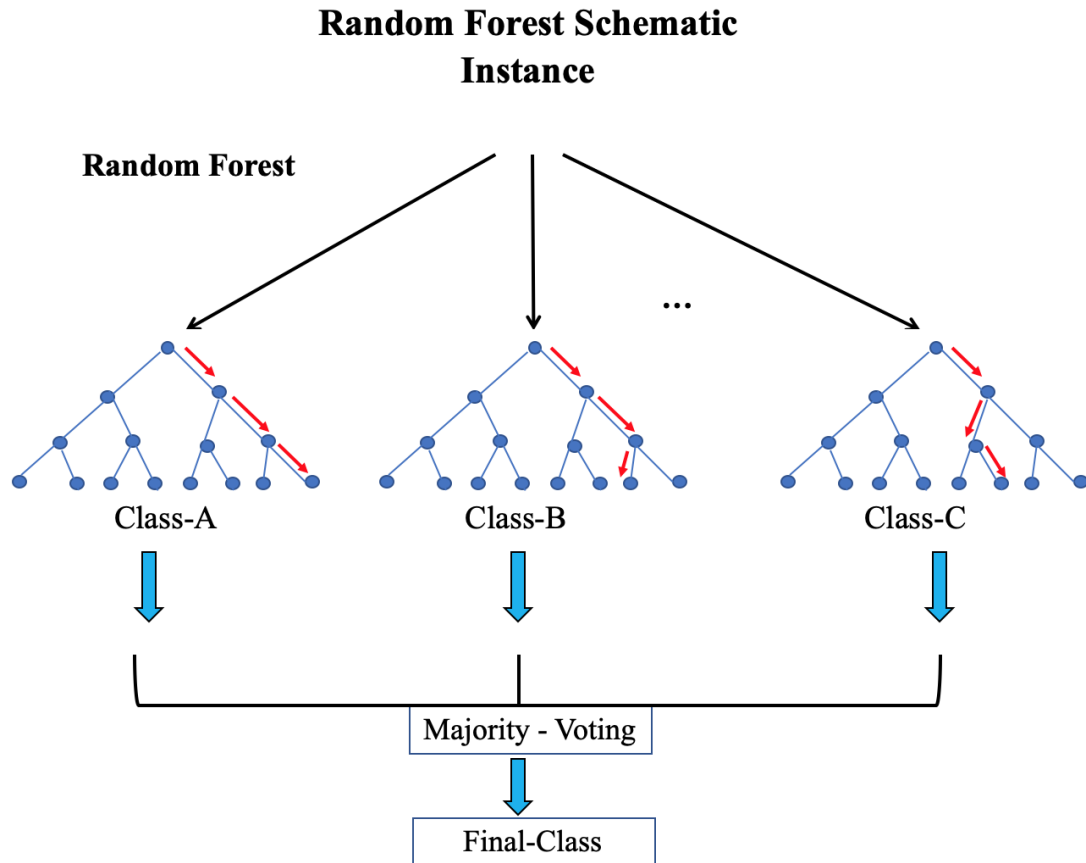 Random Forest Schematic
Instance
Random Forest
...
Class-A
Class-B
Class-C
Majority - Voting
Final-Class